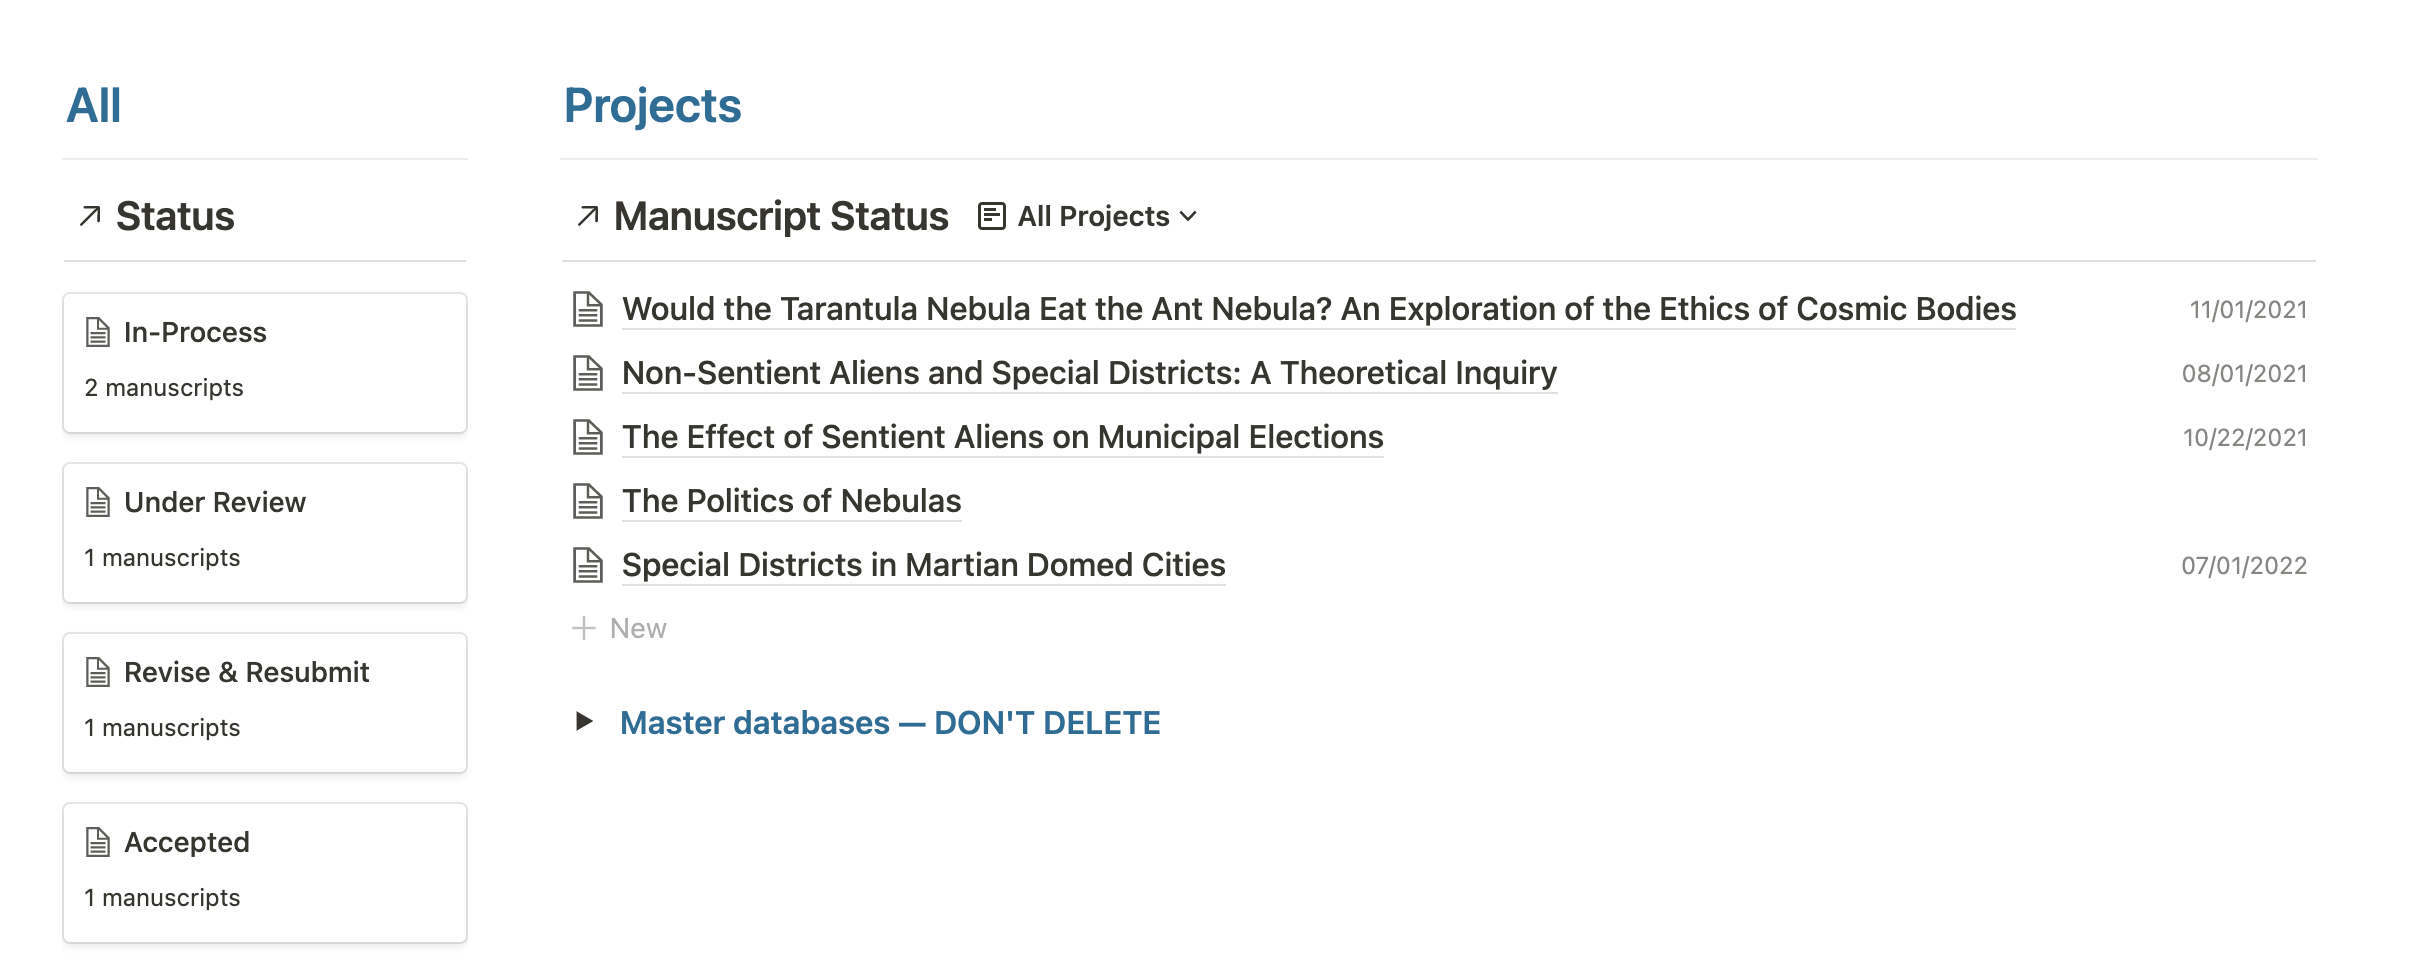 All
Status
In-Process
2 manuscripts
Under Review
1 manuscripts
Revise & Resubmit
1 manuscripts
Accepted
1 manuscripts
Projects
Manuscript Status All Projects
Would the Tarantula Nebula Eat the Ant Nebula? An Exploration of the Ethics of Cosmic Bodies 11/01/2021
Non-Sentient Aliens and Special Districts: A Theoretical Inquiry 08/01/2021
The Effect of Sentient Aliens on Municipal Elections 10/22/2021
The Politics of Nebulas
Special Districts in Martian Domed Cities 07/01/2022
New
Master databases — DON'T DELETE